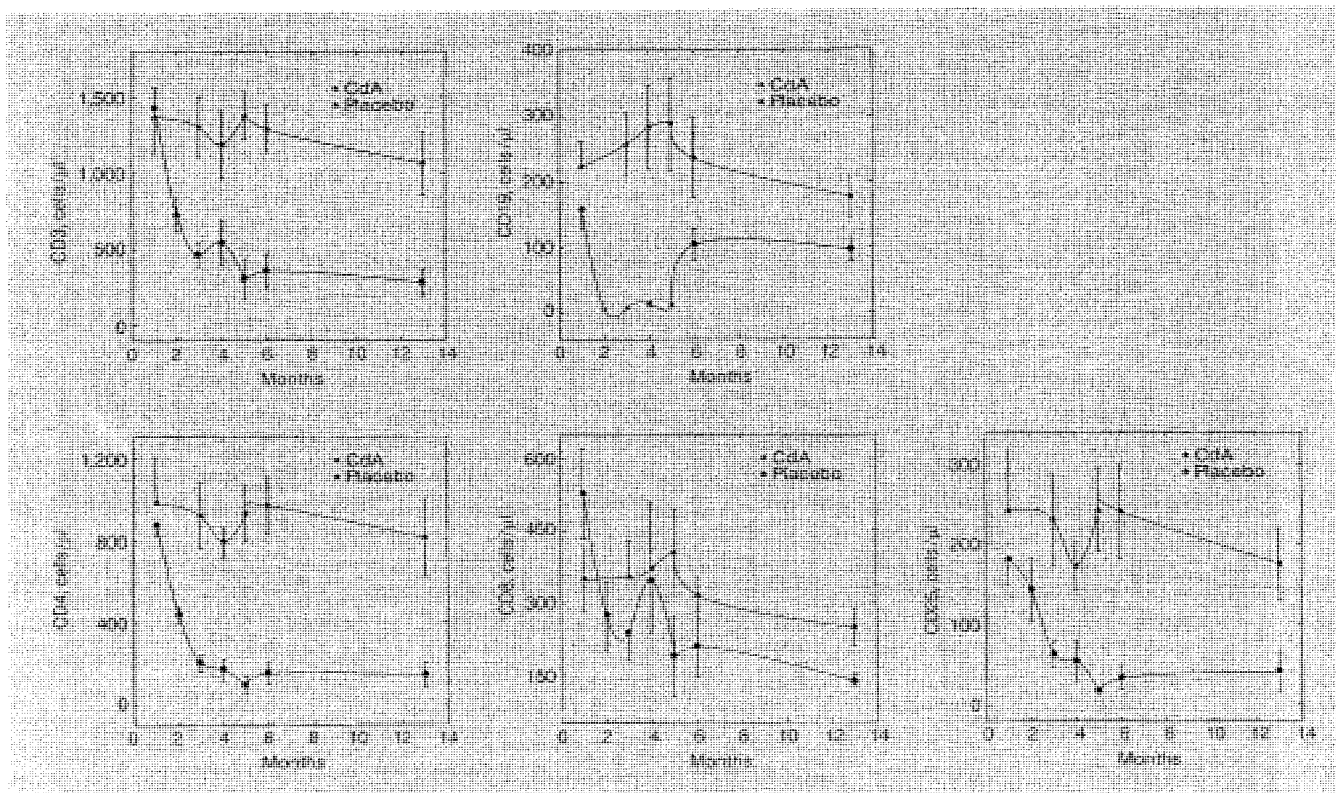 CdA
Placebo
1,500
1,000
500
0
CD3, cells/µl
0 2 4 6 8 10 12 14
Months
CdA
Placebo
400
300
200
100
0
CD19, cells/µl
0 2 4 6 8 10 12 14
Months
CdA
Placebo
1,200
800
400
0
CD4, cells/µl
0 2 4 6 8 10 12 14
Months
CdA
Placebo
600
450
300
150
CD8, cells/µl
0 2 4 6 8 10 12 14
Months
CdA
Placebo
300
200
100
0
CD25, cells/µl
0 2 4 6 8 10 12 14
Months